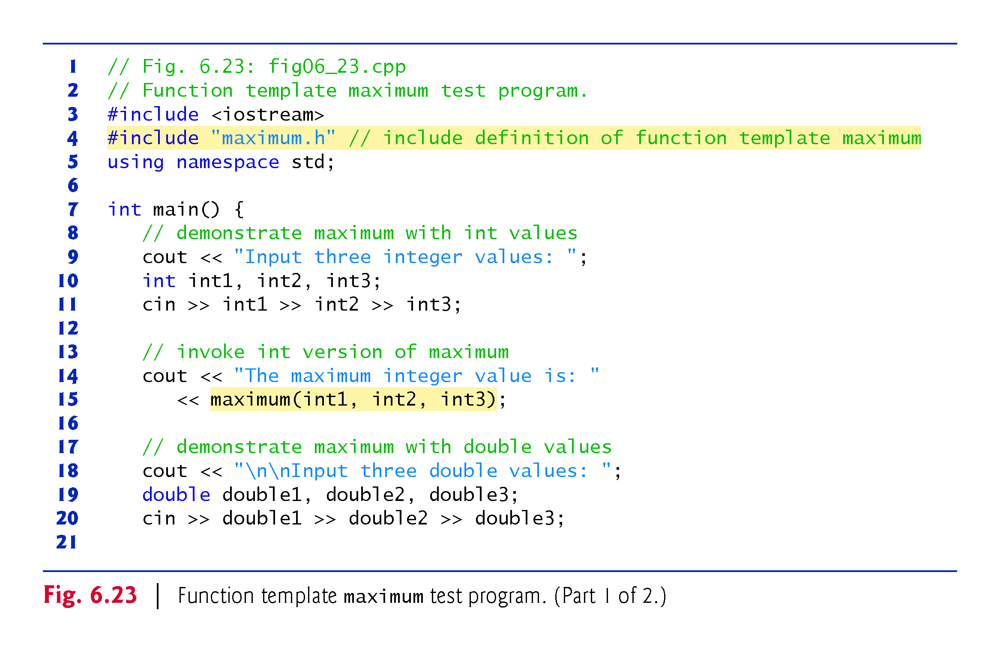 1 // Fig. 6.23: fig06_23.cpp
2 // Function template maximum test program.
3 #include <iostream>
4 #include "maximum.h" // include definition of function template maximum
5 using namespace std;
6
7 int main() {
8    // demonstrate maximum with int values
9    cout << "Input three integer values: ";
10    int int1, int2, int3;
11    cin >> int1 >> int2 >> int3;
12
13    // invoke int version of maximum
14    cout << "The maximum integer value is: "
15       << maximum(int1, int2, int3);
16
17    // demonstrate maximum with double values
18    cout << "\n\nInput three double values: ";
19    double double1, double2, double3;
20    cin >> double1 >> double2 >> double3;
21
Fig. 6.23 | Function template maximum test program. (Part 1 of 2.)